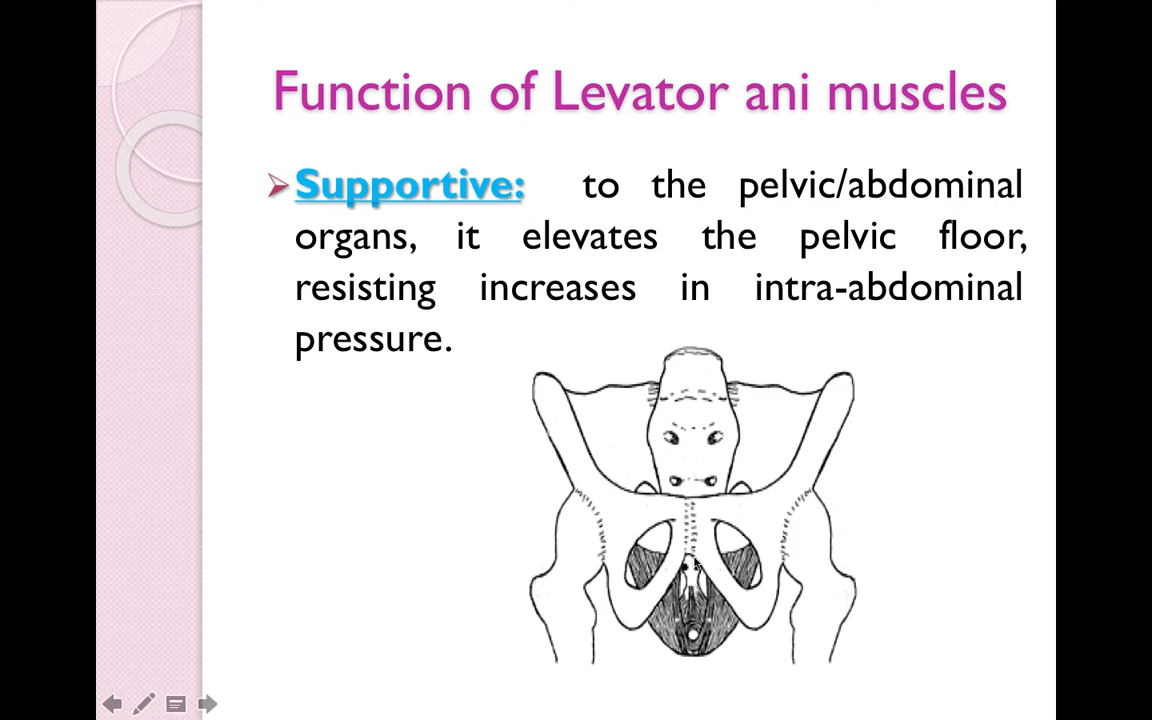 Function of Levator ani muscles
Supportive: to the pelvic/abdominal
organs, it elevates the pelvic floor,
resisting increases in intra-abdominal
pressure.